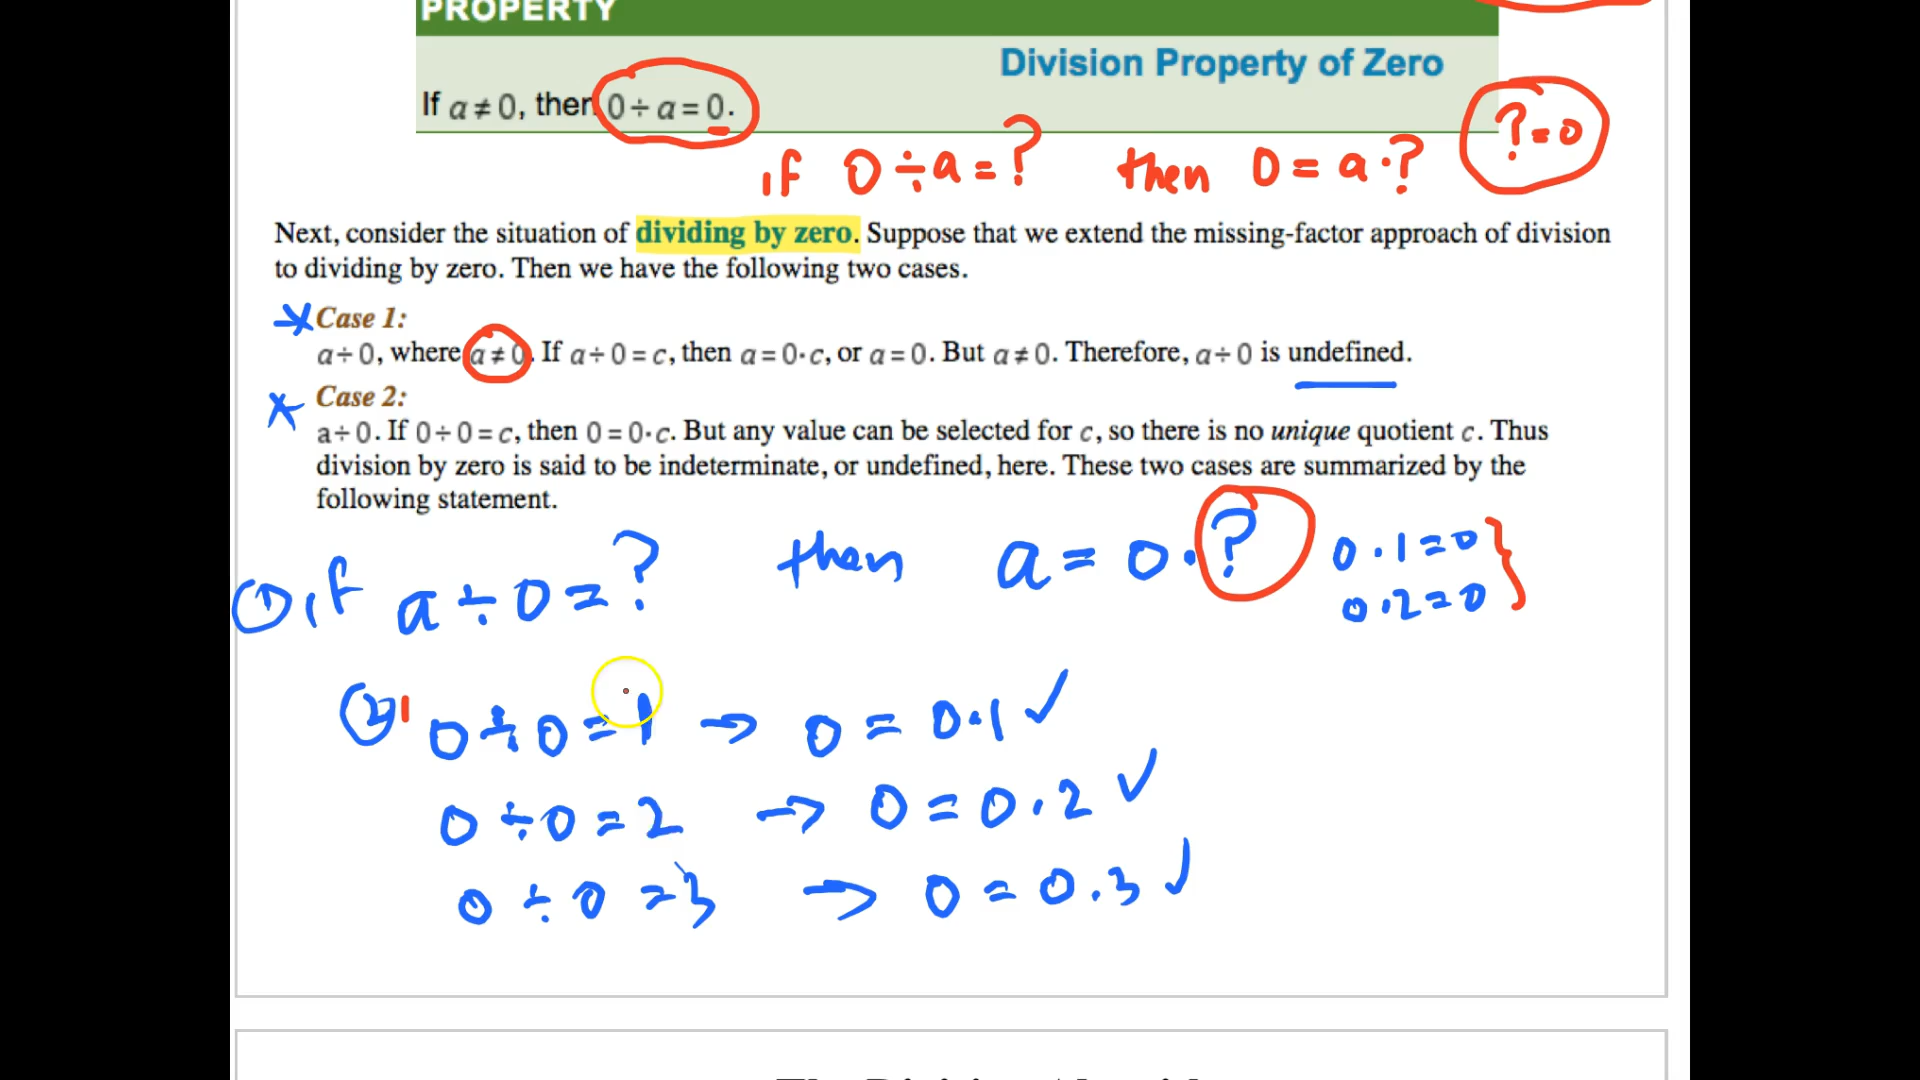 PROPERTY
Division Property of Zero
If a ≠ 0, then 0 ÷ a = 0.
? = 0
if 0 ÷ a = ? then 0 = a · ?
Next, consider the situation of dividing by zero. Suppose that we extend the missing-factor approach of division
to dividing by zero. Then we have the following two cases.
Case 1:
a ÷ 0, where a ≠ 0. If a ÷ 0 = c, then a = 0 · c, or a = 0. But a ≠ 0. Therefore, a ÷ 0 is undefined.
Case 2:
a ÷ 0. If 0 ÷ 0 = c, then 0 = 0 · c. But any value can be selected for c, so there is no unique quotient c. Thus
division by zero is said to be indeterminate, or undefined, here. These two cases are summarized by the
following statement.
① if a ÷ 0 = ? then a = 0 · ?
0 · 1 = 0
0 · 2 = 0
② 0 ÷ 0 = 1 → 0 = 0 · 1 ✓
0 ÷ 0 = 2 → 0 = 0 · 2 ✓
0 ÷ 0 = 3 → 0 = 0 · 3 ✓